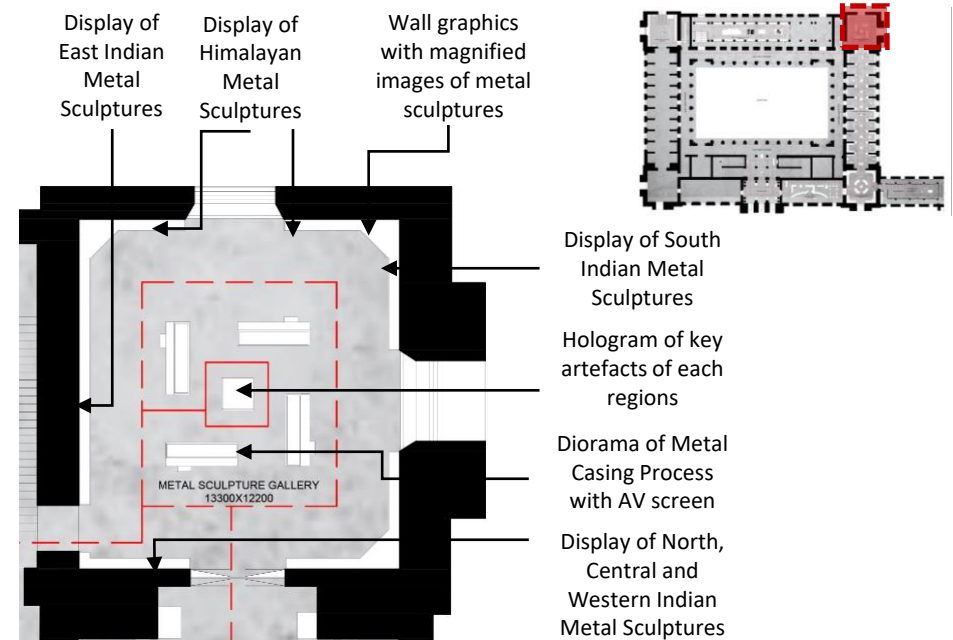 Display of
East Indian
Metal
Sculptures
Display of
Himalayan
Metal
Sculptures
Wall graphics
with magnified
images of metal
sculptures
Display of South
Indian Metal
Sculptures
Hologram of key
artefacts of each
regions
Diorama of Metal
Casing Process
with AV screen
METAL SCULPTURE GALLERY
13300X12200
Display of North,
Central and
Western Indian
Metal Sculptures